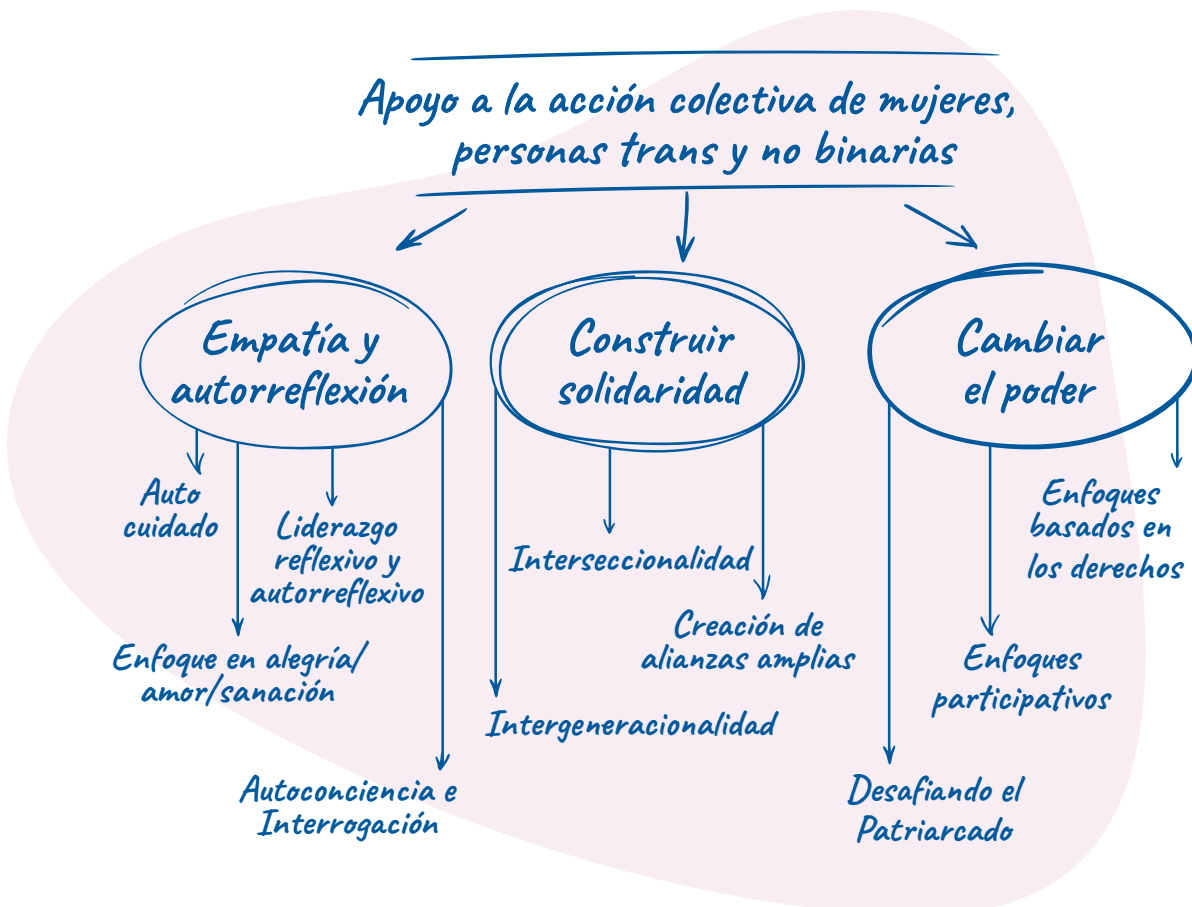 Apoyo a la acción colectiva de mujeres,
personas trans y no binarias
Empatía y
autorreflexión
Auto
cuidado
Enfoque en alegría/
amor/sanación
Liderazgo
reflexivo y
autorreflexivo
Autoconciencia e
Interrogación
Construir
solidaridad
Intergeneracionalidad
Interseccionalidad
Creación de
alianzas amplias
Cambiar
el poder
Desafiando el
Patriarcado
Enfoques
participativos
Enfoques
basados en
los derechos